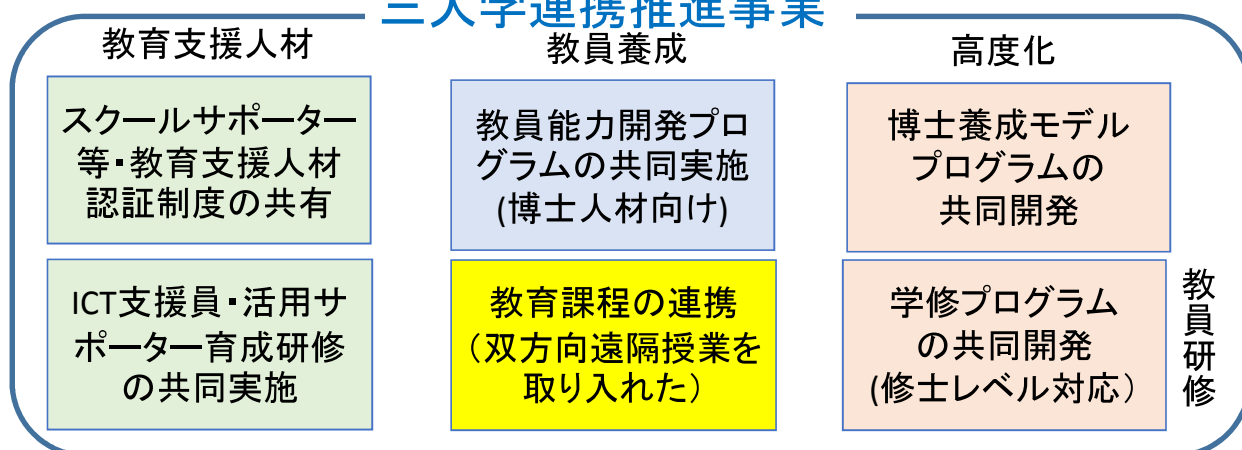 三大学連携推進事業
教育支援人材
教員養成
高度化
スクールサポーター
等・教育支援人材
認証制度の共有
教員能力開発プロ
グラムの共同実施
(博士人材向け)
博士養成モデル
プログラムの
共同開発
ICT支援員・活用サ
ポーター育成研修
の共同実施
教育課程の連携
（双方向遠隔授業を
取り入れた）
学修プログラム
の共同開発
(修士レベル対応）
教員研修